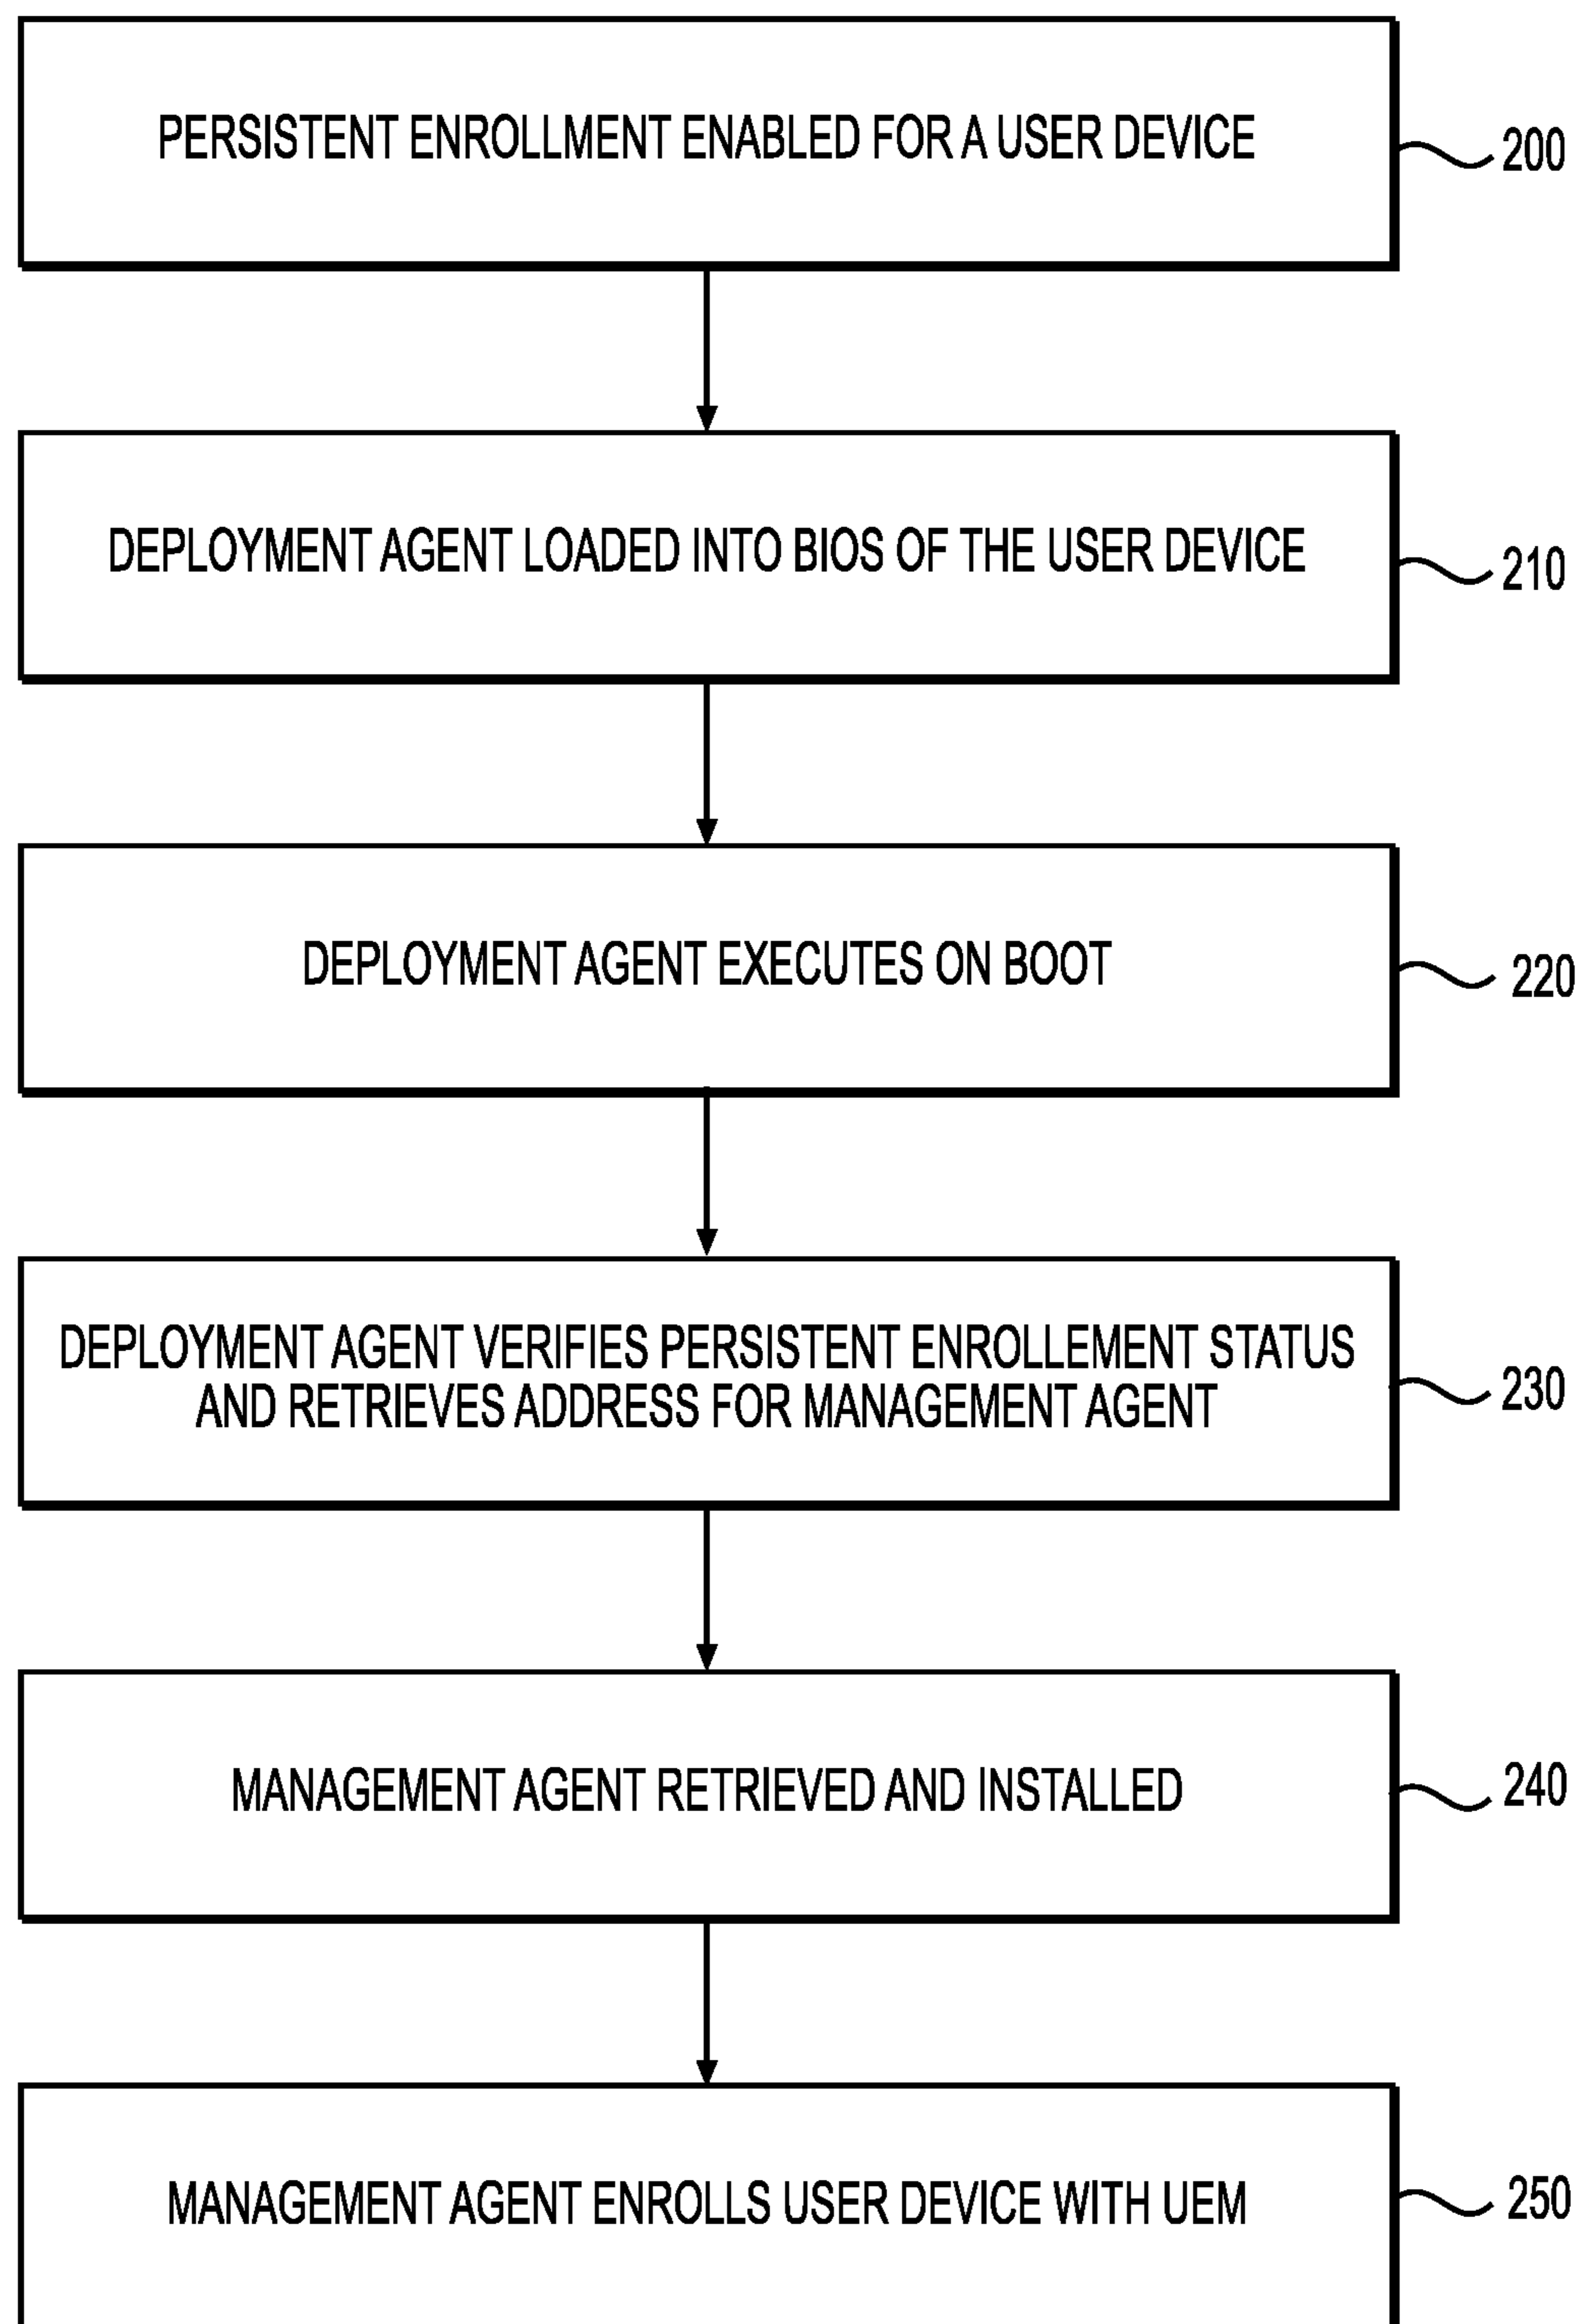 PERSISTENT ENROLLMENT ENABLED FOR A USER DEVICE
200
DEPLOYMENT AGENT LOADED INTO BIOS OF THE USER DEVICE
210
DEPLOYMENT AGENT EXECUTES ON BOOT
220
DEPLOYMENT AGENT VERIFIES PERSISTENT ENROLLEMENT STATUS
AND RETRIEVES ADDRESS FOR MANAGEMENT AGENT
230
MANAGEMENT AGENT RETRIEVED AND INSTALLED
240
MANAGEMENT AGENT ENROLLS USER DEVICE WITH UEM
250